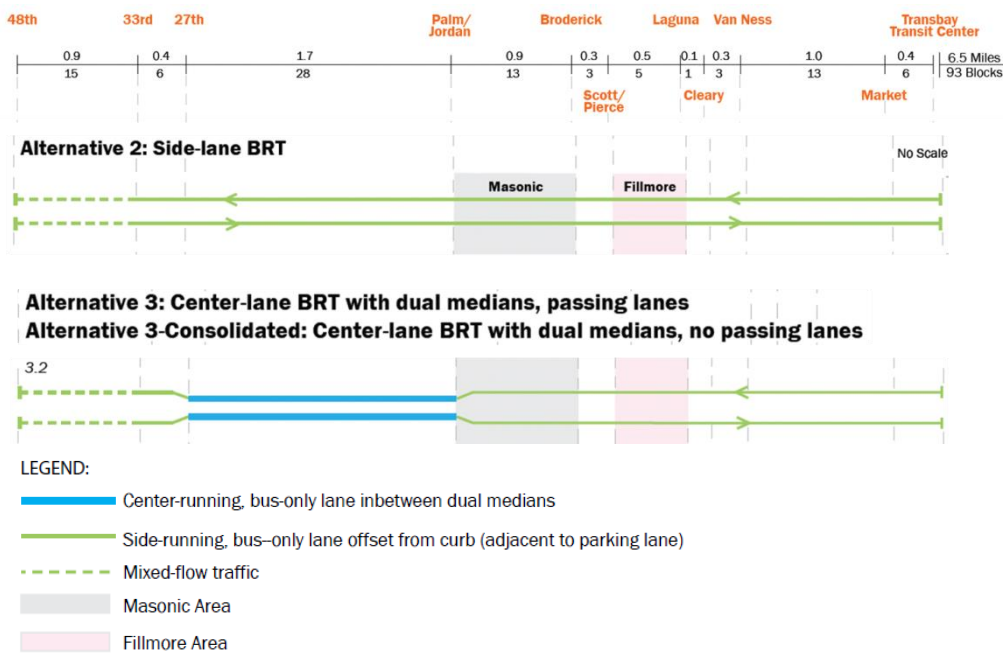 48th 33rd 27th Palm/ Broderick Laguna Van Ness Transbay
Jordan Transit Center
0.9 0.4 1.7 0.9 0.3 0.5 0.1 0.3 1.0 0.4 6.5 Miles
15 6 28 13 3 5 1 3 13 6 93 Blocks
Scott/ Cleary Market
Pierce
Alternative 2: Side-lane BRT
No Scale
Masonic Fillmore
Alternative 3: Center-lane BRT with dual medians, passing lanes
Alternative 3-Consolidated: Center-lane BRT with dual medians, no passing lanes
3.2
LEGEND:
Center-running, bus-only lane inbetween dual medians
Side-running, bus--only lane offset from curb (adjacent to parking lane)
Mixed-flow traffic
Masonic Area
Fillmore Area